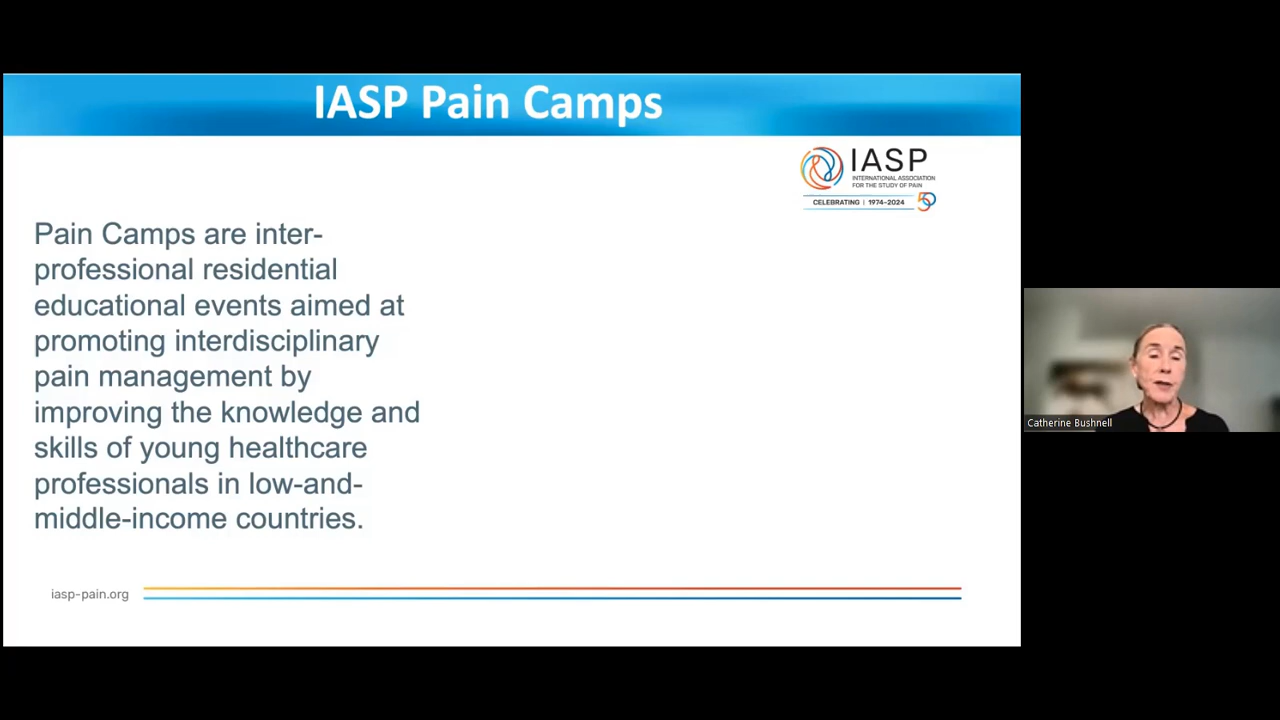 IASP Pain Camps
IASP
INTERNATIONAL ASSOCIATION
FOR THE STUDY OF PAIN
CELEBRATING | 1974-2024
50
Pain Camps are inter-
professional residential
educational events aimed at
promoting interdisciplinary
pain management by
improving the knowledge and
skills of young healthcare
professionals in low-and-
middle-income countries.
Catherine Bushnell
iasp-pain.org